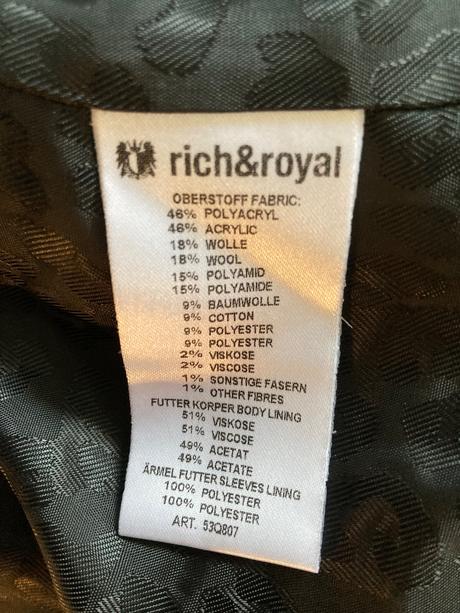 rich&royal
OBERSTOFF FABRIC:
46% POLYACRYL
46% ACRYLIC
18% WOLLE
18% WOOL
15% POLYAMID
15% POLYAMIDE
9% BAUMWOLLE
9% COTTON
9% POLYESTER
9% POLYESTER
2% VISKOSE
2% VISCOSE
1% SONSTIGE FASERN
1% OTHER FIBRES
FUTTER KORPER BODY LINING
51% VISKOSE
51% VISCOSE
49% ACETAT
49% ACETATE
ÄRMEL FUTTER SLEEVES LINING
100% POLYESTER
100% POLYESTER
ART. 53Q807